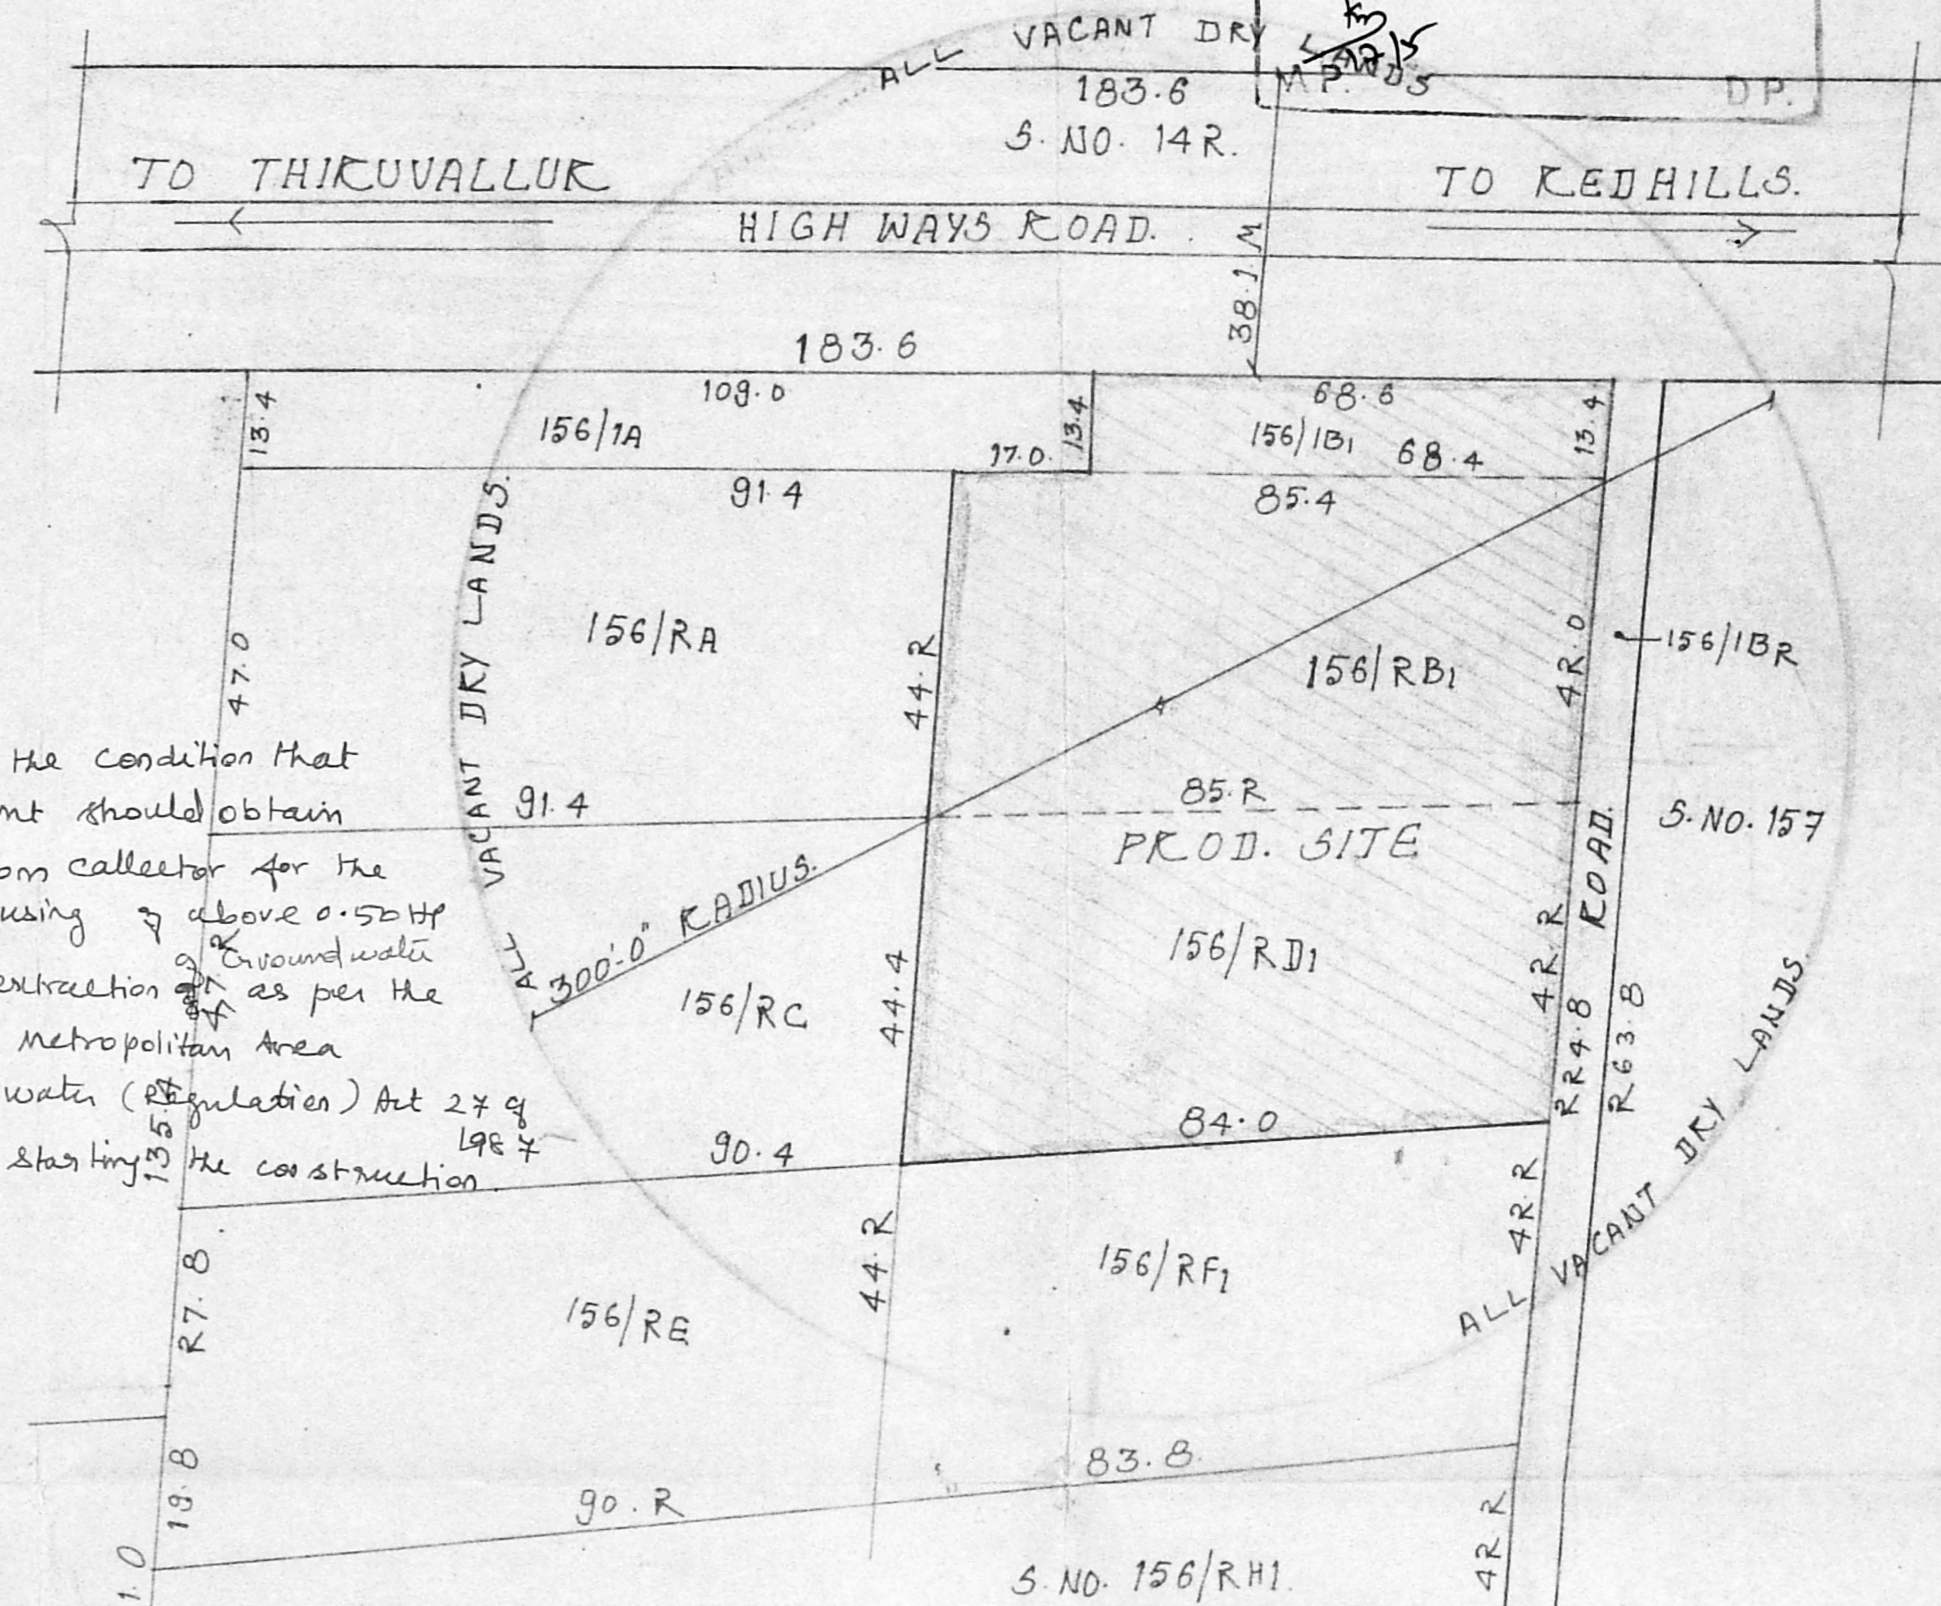 ALL VACANT DRY LANDS
M P.
D P.
183.6
S. NO. 14R.
TO THIRUVALLUR
TO REDHILLS.
HIGH WAYS ROAD.
38.1 M
183.6
13.4
109.0
13.4
68.6
13.4
156/1A
156/1B1
17.0
68.4
91.4
85.4
ALL VACANT DRY LANDS.
47.0
156/RA
44.R
156/RB1
4R.0
156/1BR
the condition that
should obtain
91.4
85.R
PROD. SITE
ROAD.
S.NO.157
collector for the
using of above 0.50 HP
Groundwater
extraction of as per the
Metropolitan Area
water (Regulation) Act 27 of
1987
starting the construction
47.R
300'-0" RADIUS.
156/RC
44.4
156/RD1
4R.R
RR4.8
R63.8
90.4
84.0
ALL VACANT DRY LANDS.
R7.8
156/RE
44.R
156/RF1
4R.R
19.8
90.R
83.8
4R R
1.0
S.NO. 156/RH1.